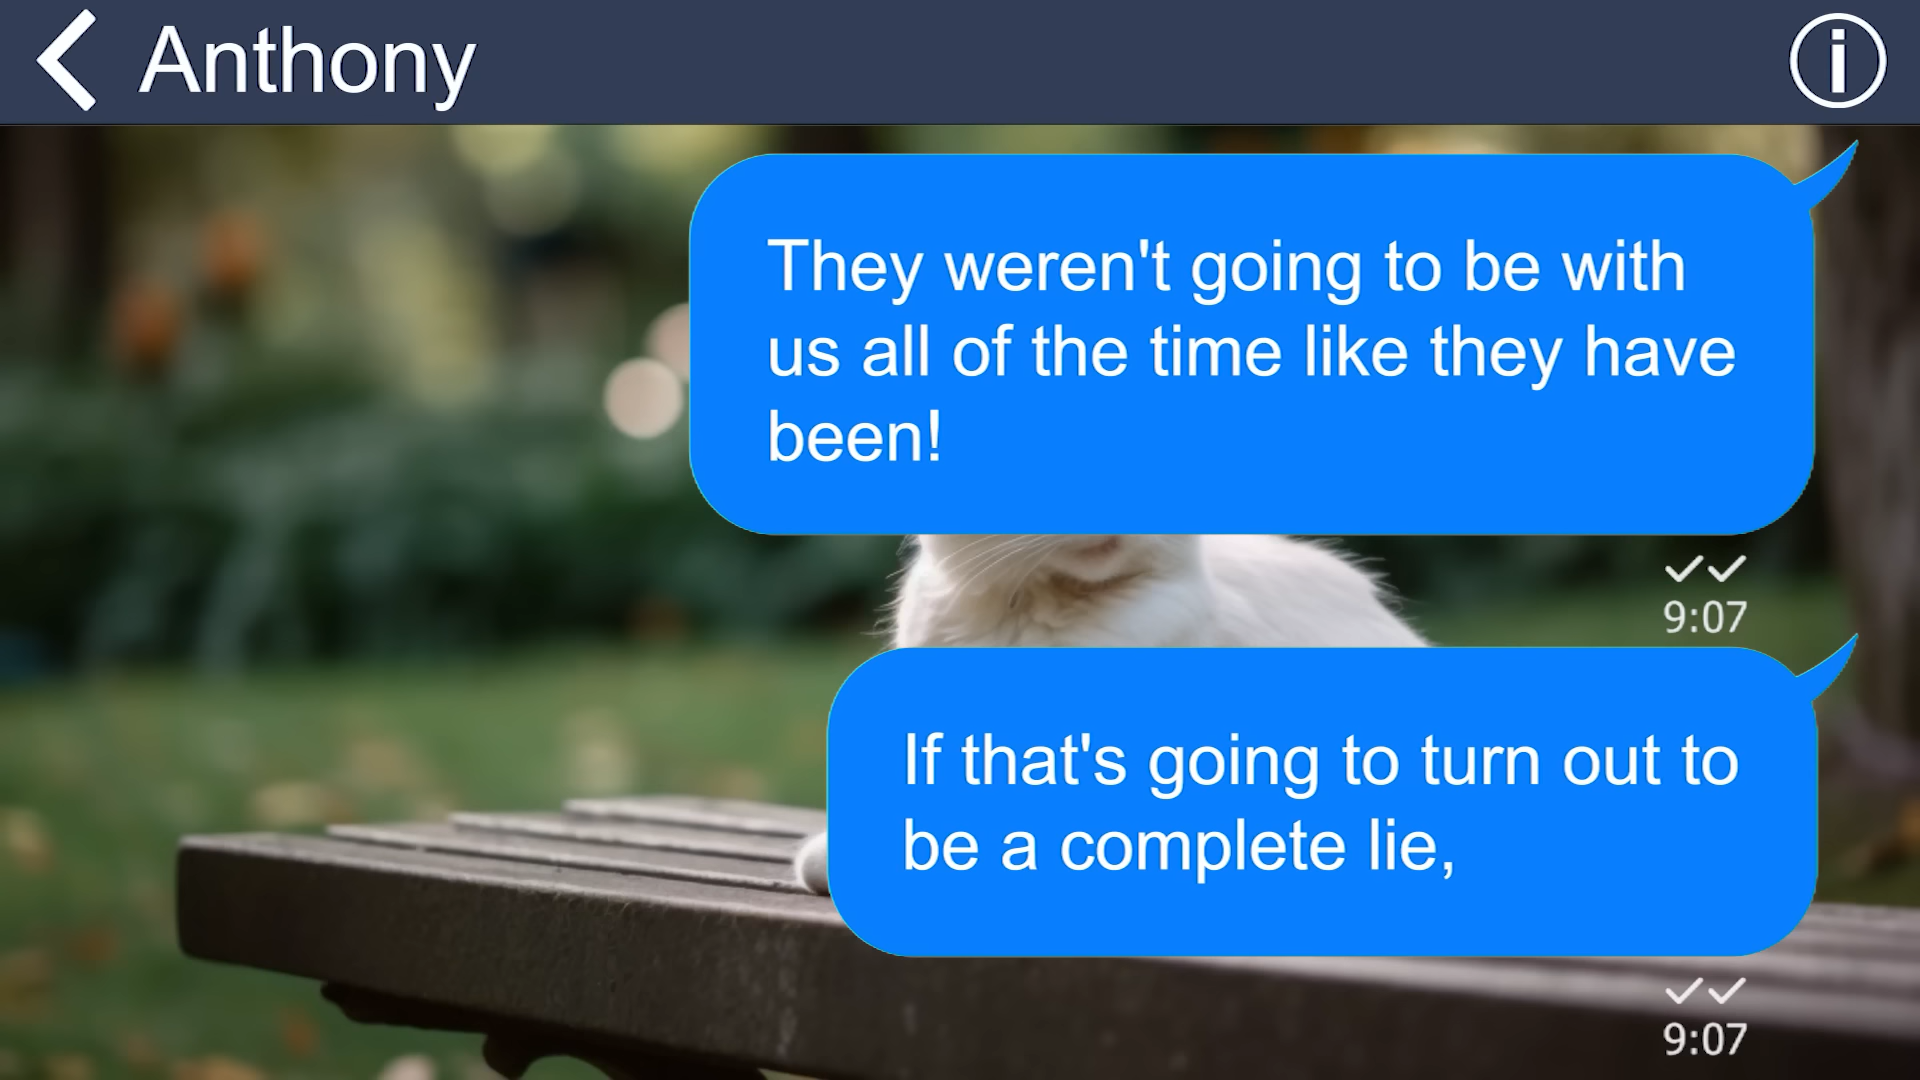 Anthony
They weren't going to be with
us all of the time like they have
been!
9:07
If that's going to turn out to
be a complete lie,
9:07